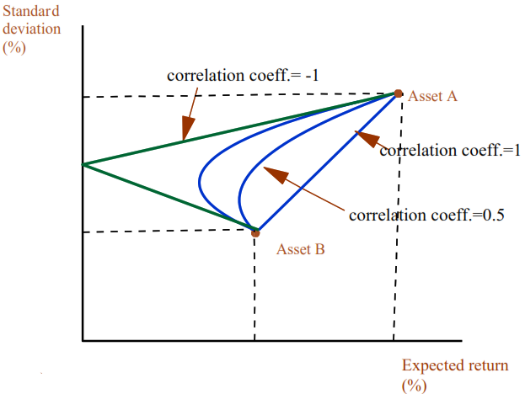 Standard
deviation
(%)
correlation coeff.= -1
Asset A
correlation coeff.=1
correlation coeff.=0.5
Asset B
Expected return
(%)